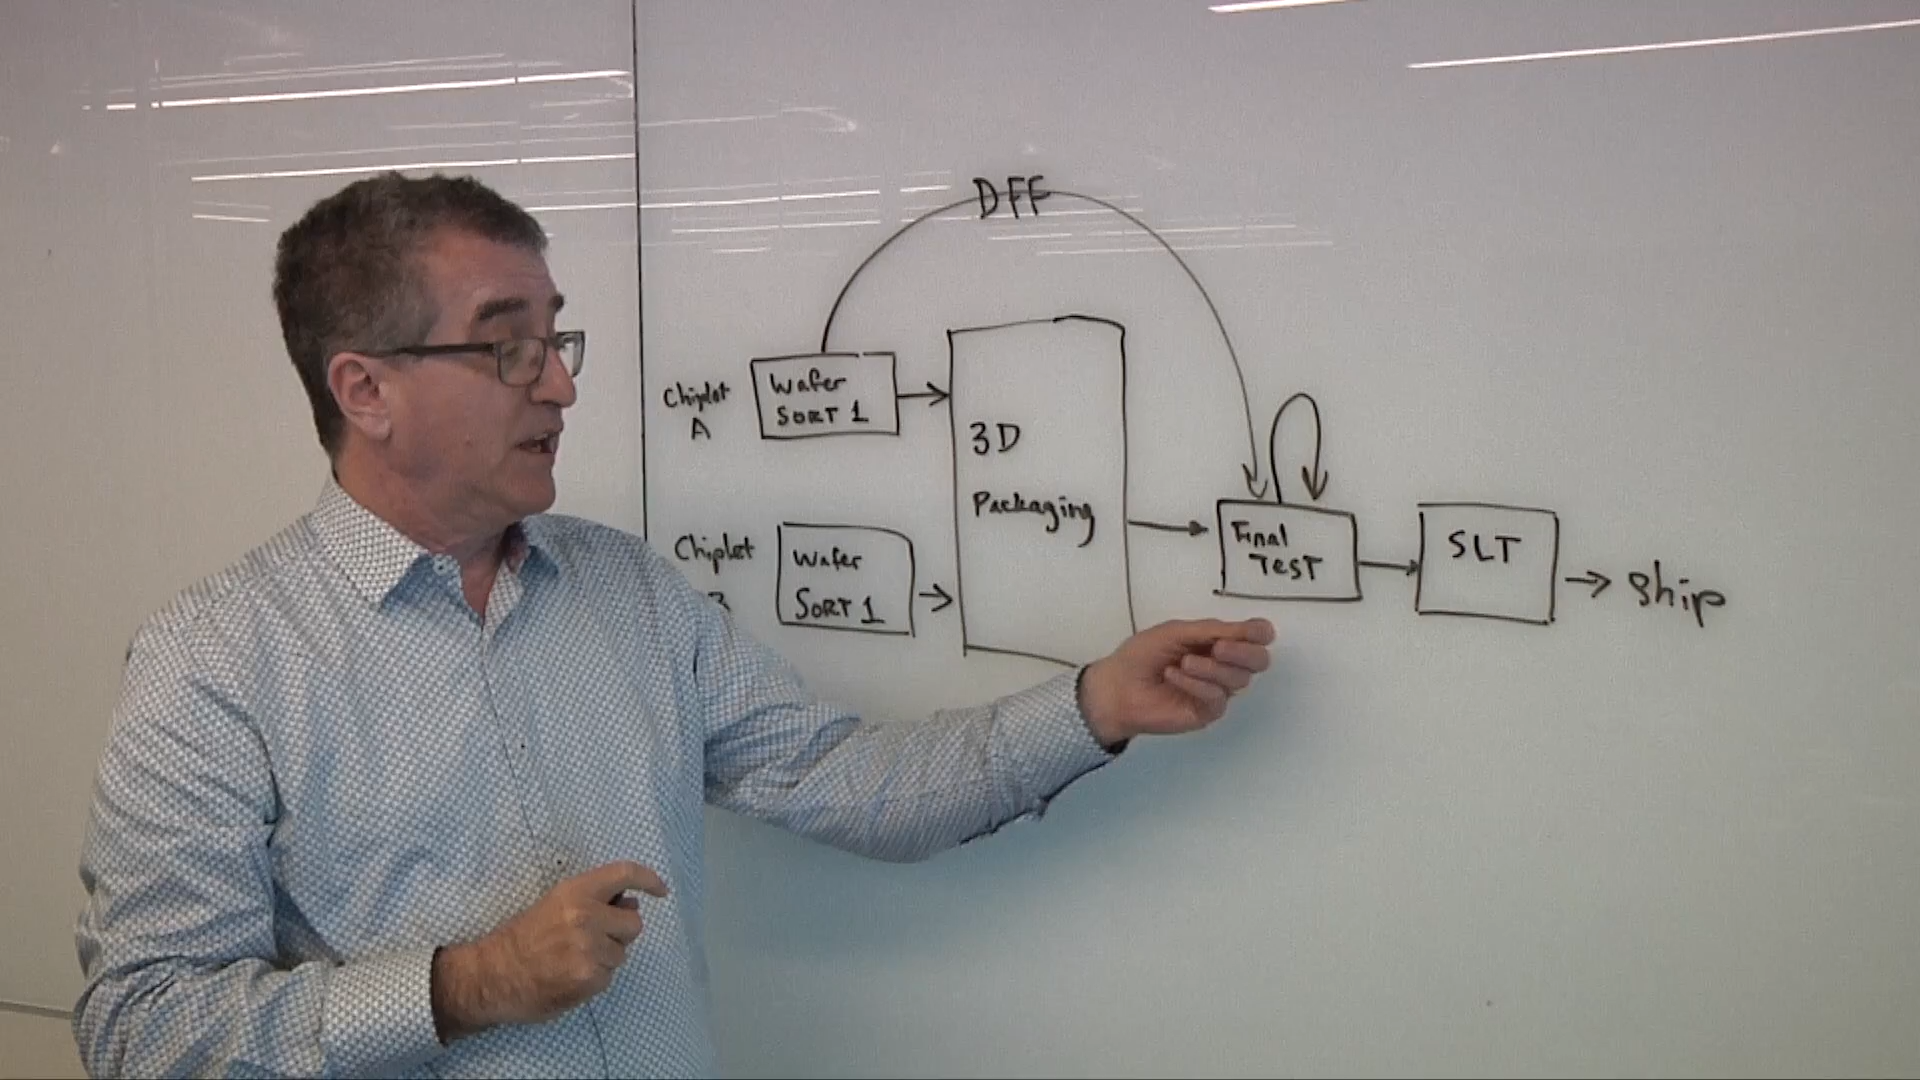 DFF
Chiplet
A
Wafer
SORT 1
3D
Packaging
Chiplet
Wafer
SORT 1
Final
TEST
SLT
Ship